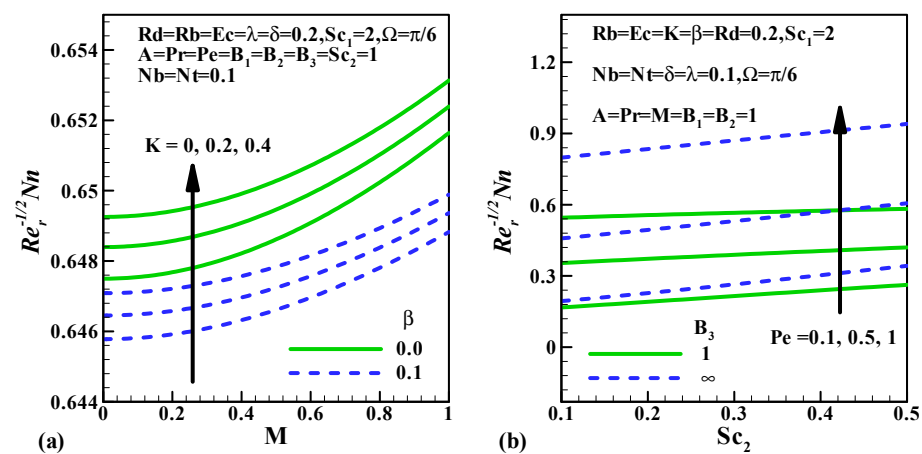 Rd=Rb=Ec=λ=δ=0.2,Sc₁=2,Ω=π/6
A=Pr=Pe=B₁=B₂=B₃=Sc₂=1
Nb=Nt=0.1
K = 0, 0.2, 0.4
β
0.0
0.1
0.654
0.652
0.65
0.648
0.646
0.644
Reᵣ⁻¹/²Nn
0 0.2 0.4 0.6 0.8 1
(a) M
Rb=Ec=K=β=Rd=0.2,Sc₁=2
Nb=Nt=δ=λ=0.1,Ω=π/6
A=Pr=M=B₁=B₂=1
Pe =0.1, 0.5, 1
B₃
1
∞
1.2
0.9
0.6
0.3
0
Reᵣ⁻¹/²Nn
0.1 0.2 0.3 0.4 0.5
(b) Sc₂